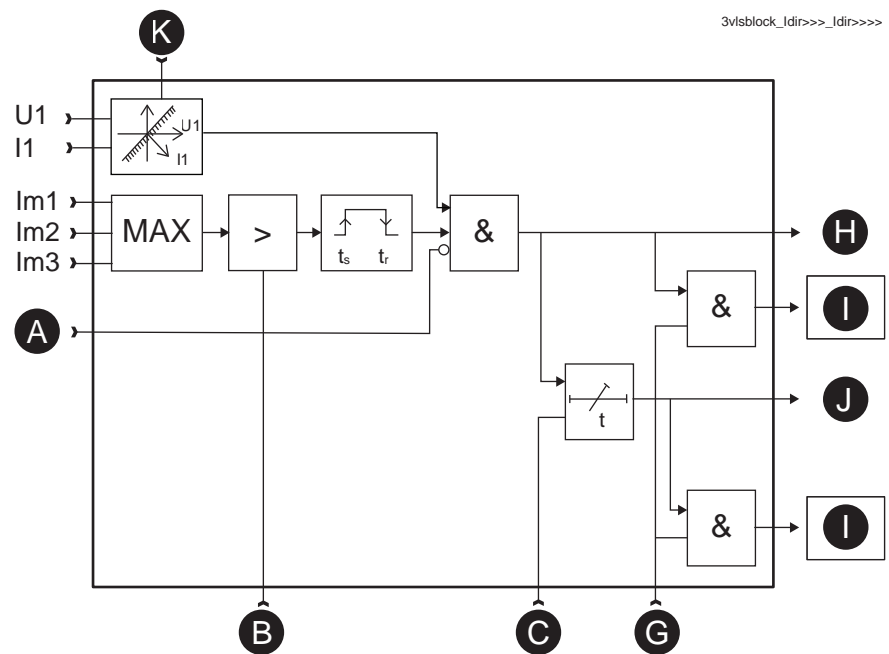 3vlsblock_Idir>>>_Idir>>>>
K
U1
I1
U1
I1
Im1
Im2
Im3
MAX
>
ts tr
&
H
&
I
A
J
t
&
I
B
C
G